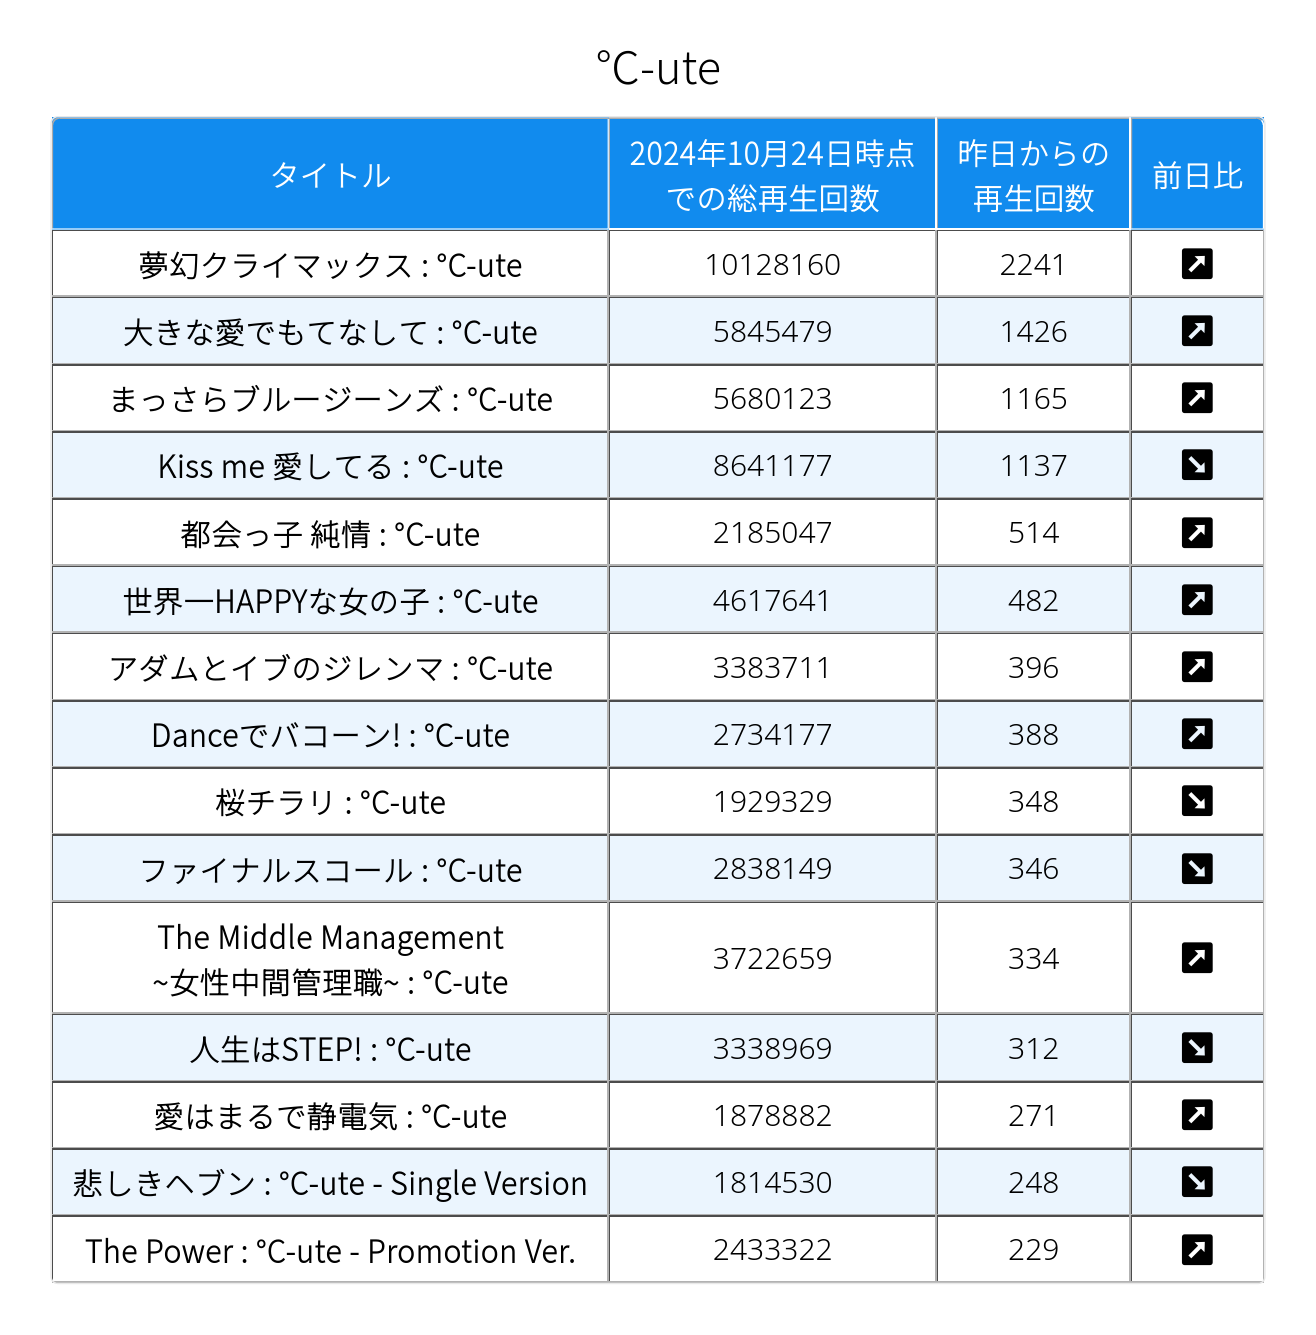 ℃-ute
タイトル
2024年10月24日時点
での総再生回数
昨日からの
再生回数
前日比
夢幻クライマックス : ℃-ute 10128160 2241
大きな愛でもてなして : ℃-ute 5845479 1426
まっさらブルージーンズ : ℃-ute 5680123 1165
Kiss me 愛してる : ℃-ute 8641177 1137
都会っ子 純情 : ℃-ute 2185047 514
世界一HAPPYな女の子 : ℃-ute 4617641 482
アダムとイブのジレンマ : ℃-ute 3383711 396
Danceでバコーン! : ℃-ute 2734177 388
桜チラリ : ℃-ute 1929329 348
ファイナルスコール : ℃-ute 2838149 346
The Middle Management
~女性中間管理職~ : ℃-ute 3722659 334
人生はSTEP! : ℃-ute 3338969 312
愛はまるで静電気 : ℃-ute 1878882 271
悲しきヘブン : ℃-ute - Single Version 1814530 248
The Power : ℃-ute - Promotion Ver. 2433322 229